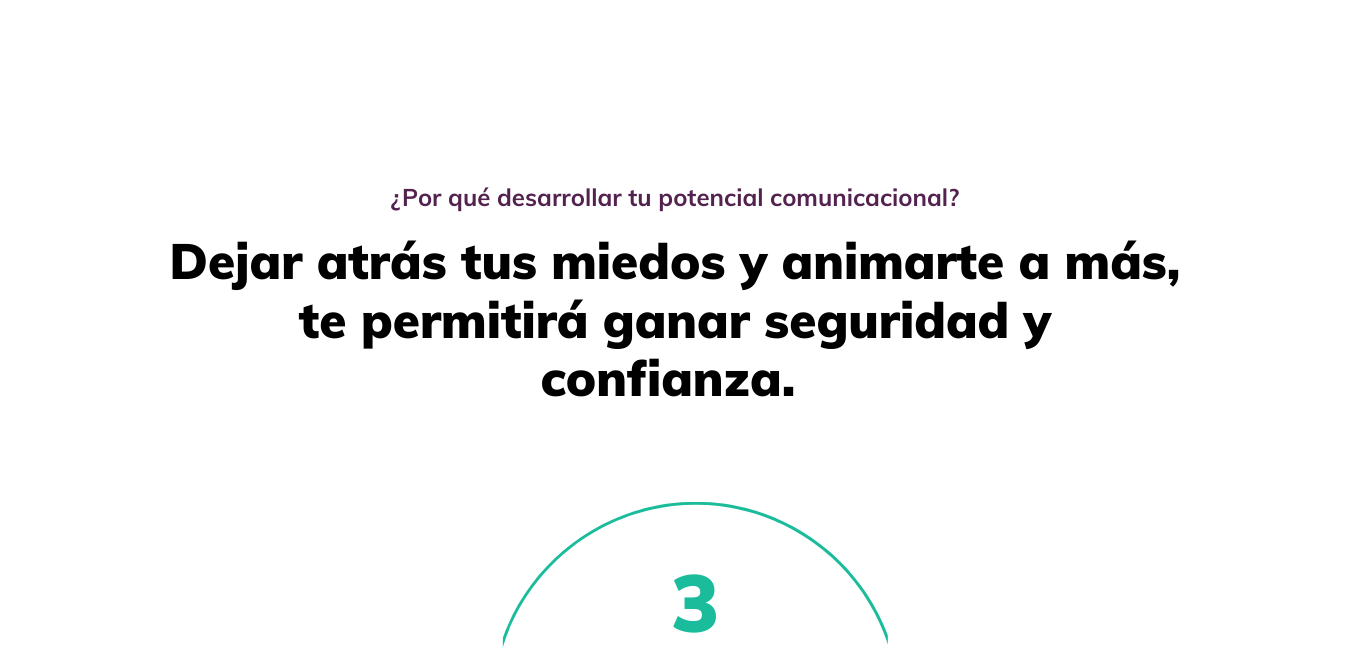 ¿Por qué desarrollar tu potencial comunicacional?
Dejar atrás tus miedos y animarte a más,
te permitirá ganar seguridad y
confianza.
3